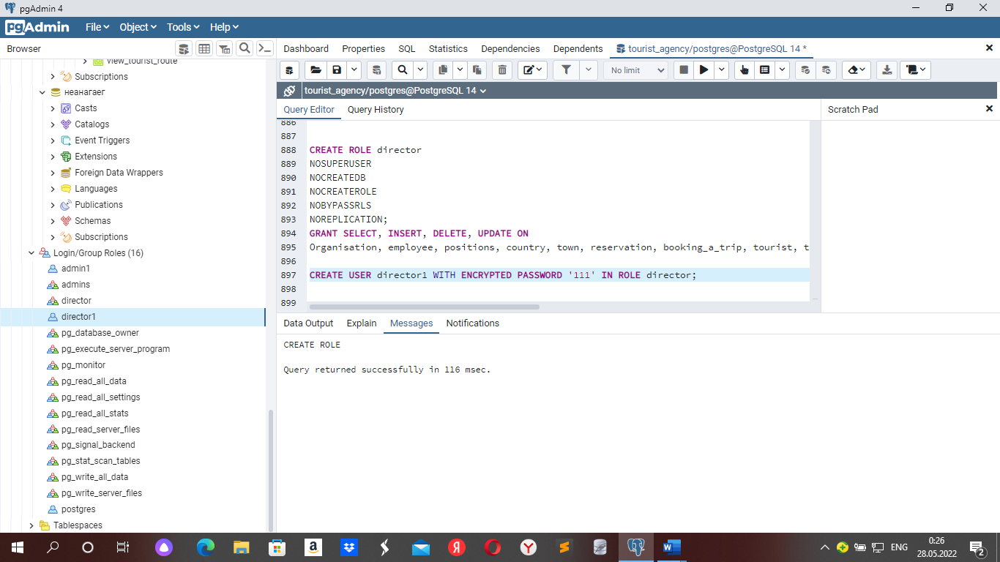 pgAdmin 4
pgAdmin File Object Tools Help
Browser
view_tourist_route
Subscriptions
неанагаег
Casts
Catalogs
Event Triggers
Extensions
Foreign Data Wrappers
Languages
Publications
Schemas
Subscriptions
Login/Group Roles (16)
admin1
admins
director
director1
pg_database_owner
pg_execute_server_program
pg_monitor
pg_read_all_data
pg_read_all_settings
pg_read_all_stats
pg_read_server_files
pg_signal_backend
pg_stat_scan_tables
pg_write_all_data
pg_write_server_files
postgres
Tablespaces
Dashboard Properties SQL Statistics Dependencies Dependents tourist_agency/postgres@PostgreSQL 14 *
No limit
tourist_agency/postgres@PostgreSQL 14
Query Editor Query History
Scratch Pad
886
887
888 CREATE ROLE director
889 NOSUPERUSER
890 NOCREATEDB
891 NOCREATEROLE
892 NOBYPASSRLS
893 NOREPLICATION;
894 GRANT SELECT, INSERT, DELETE, UPDATE ON
895 Organisation, employee, positions, country, town, reservation, booking_a_trip, tourist, t
896
897 CREATE USER director1 WITH ENCRYPTED PASSWORD '111' IN ROLE director;
898
899
Data Output Explain Messages Notifications
CREATE ROLE
Query returned successfully in 116 msec.
ENG
0:26
28.05.2022
2